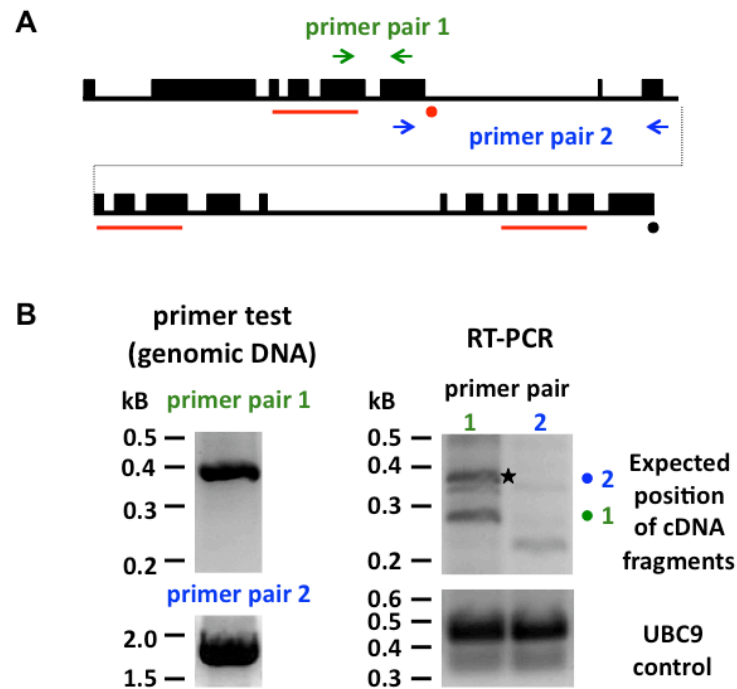 A
primer pair 1
primer pair 2
B
primer test
(genomic DNA)
kB
primer pair 1
0.5
0.4
0.3
0.2
primer pair 2
2.0
1.5
RT-PCR
primer pair
kB
1 2
0.5
0.4
0.3
0.2
2
1
Expected
position
of cDNA
fragments
0.6
0.5
0.4
0.3
UBC9
control